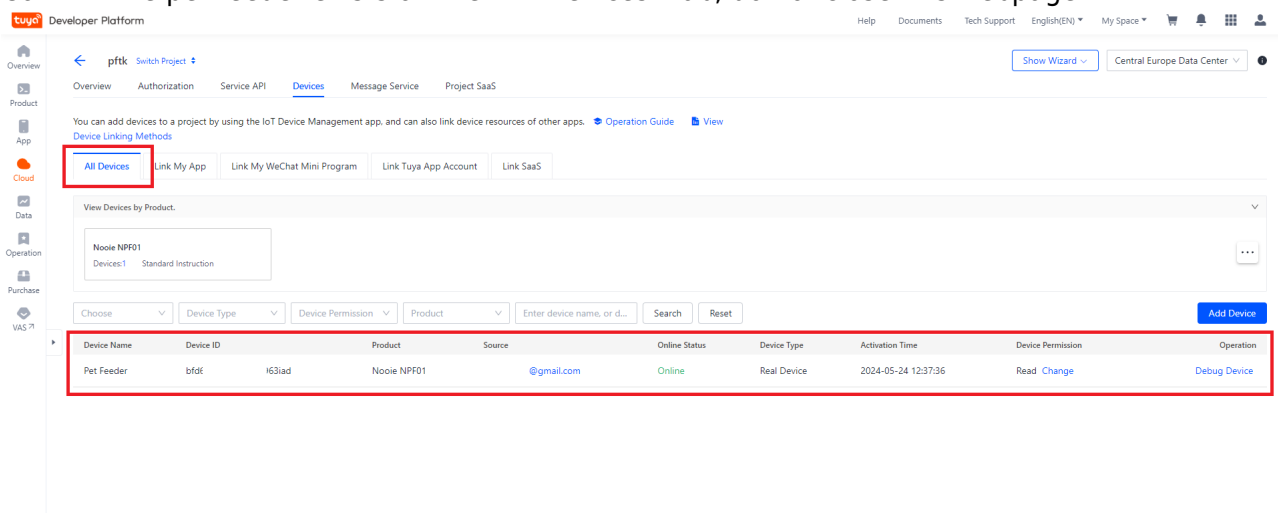 tuya Developer Platform
Help Documents Tech Support English(EN) My Space
Overview
Product
App
Cloud
Data
Operation
Purchase
VAS
pftk Switch Project
Show Wizard
Central Europe Data Center
Overview Authorization Service API Devices Message Service Project SaaS
You can add devices to a project by using the IoT Device Management app, and can also link device resources of other apps. Operation Guide View
Device Linking Methods
All Devices Link My App Link My WeChat Mini Program Link Tuya App Account Link SaaS
View Devices by Product.
Nooie NPF01
Devices:1 Standard Instruction
Choose Device Type Device Permission Product Enter device name, or d... Search Reset Add Device
Device Name Device ID Product Source Online Status Device Type Activation Time Device Permission Operation
Pet Feeder 63iad Nooie NPF01 @gmail.com Online Real Device 2024-05-24 12:37:36 Read Change Debug Device